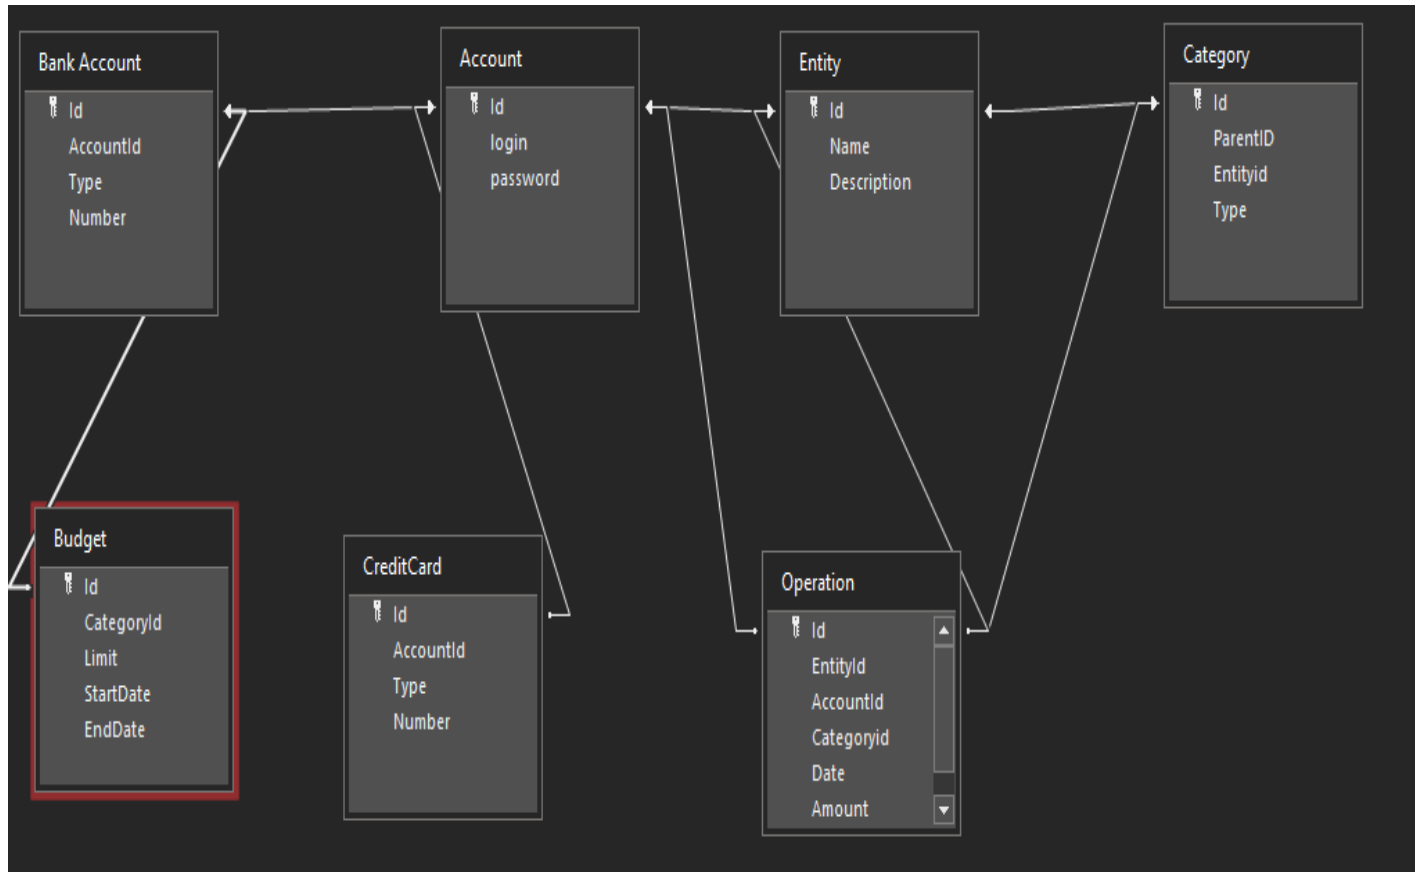 Bank Account
Id
AccountId
Type
Number
Account
Id
login
password
Entity
Id
Name
Description
Category
Id
ParentID
Entityid
Type
Budget
Id
CategoryId
Limit
StartDate
EndDate
CreditCard
Id
AccountId
Type
Number
Operation
Id
EntityId
AccountId
Categoryid
Date
Amount